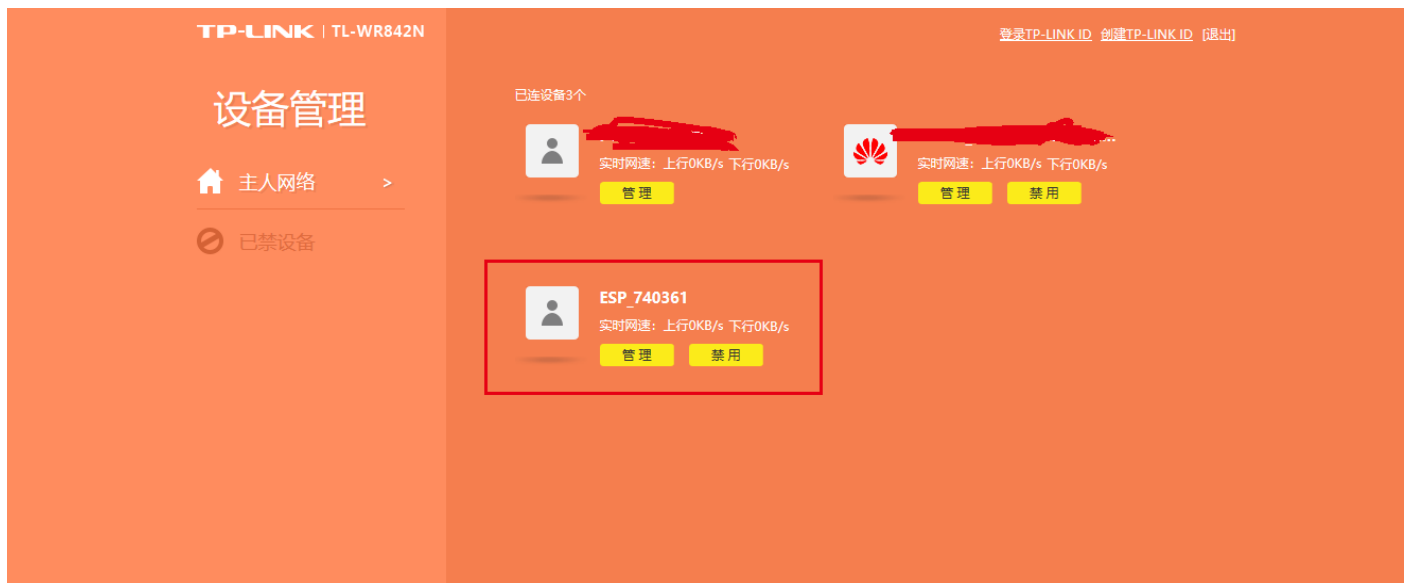 TP-LINK | TL-WR842N
登录TP-LINK ID 创建TP-LINK ID [退出]
设备管理
主人网络 >
已禁设备
已连设备3个
实时网速：上行0KB/s 下行0KB/s
管理
实时网速：上行0KB/s 下行0KB/s
管理 禁用
ESP_740361
实时网速：上行0KB/s 下行0KB/s
管理 禁用